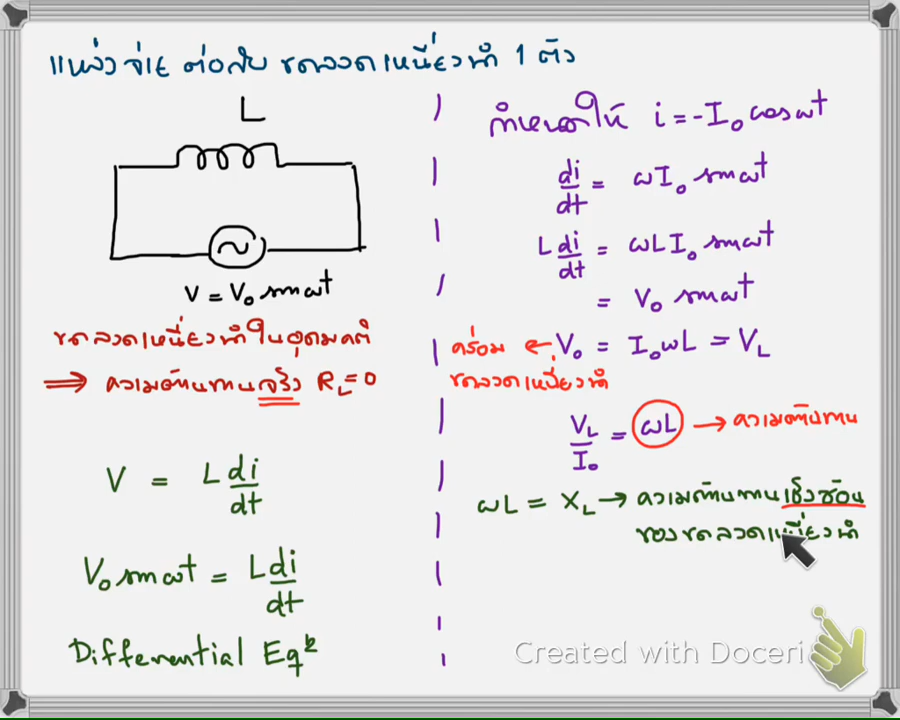 แหล่งจ่าย ต่อกับ ขดลวดเหนี่ยวนำ 1 ตัว
L
V = V₀ sin ωt
ขดลวดเหนี่ยวนำในอุดมคติ
⟹ ความต้านทานจริง R_L = 0
V = L di/dt
V₀ sin ωt = L di/dt
Differential Eq
กำหนดให้ i = -I₀ cos ωt
di/dt = ωI₀ sin ωt
L di/dt = ωLI₀ sin ωt
= V₀ sin ωt
คร่อม ← V₀ = I₀ωL = V_L
ขดลวดเหนี่ยวนำ
V_L/I₀ = ωL → ความต้านทาน
ωL = X_L → ความต้านทานเชิงซ้อน
ของขดลวดเหนี่ยวนำ
Created with Doceri